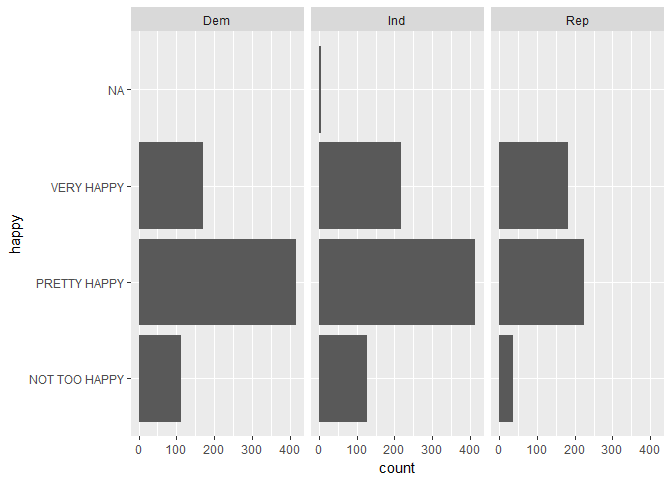 Dem Ind Rep
happy
NA
VERY HAPPY
PRETTY HAPPY
NOT TOO HAPPY
0 100 200 300 400 0 100 200 300 400 0 100 200 300 400
count